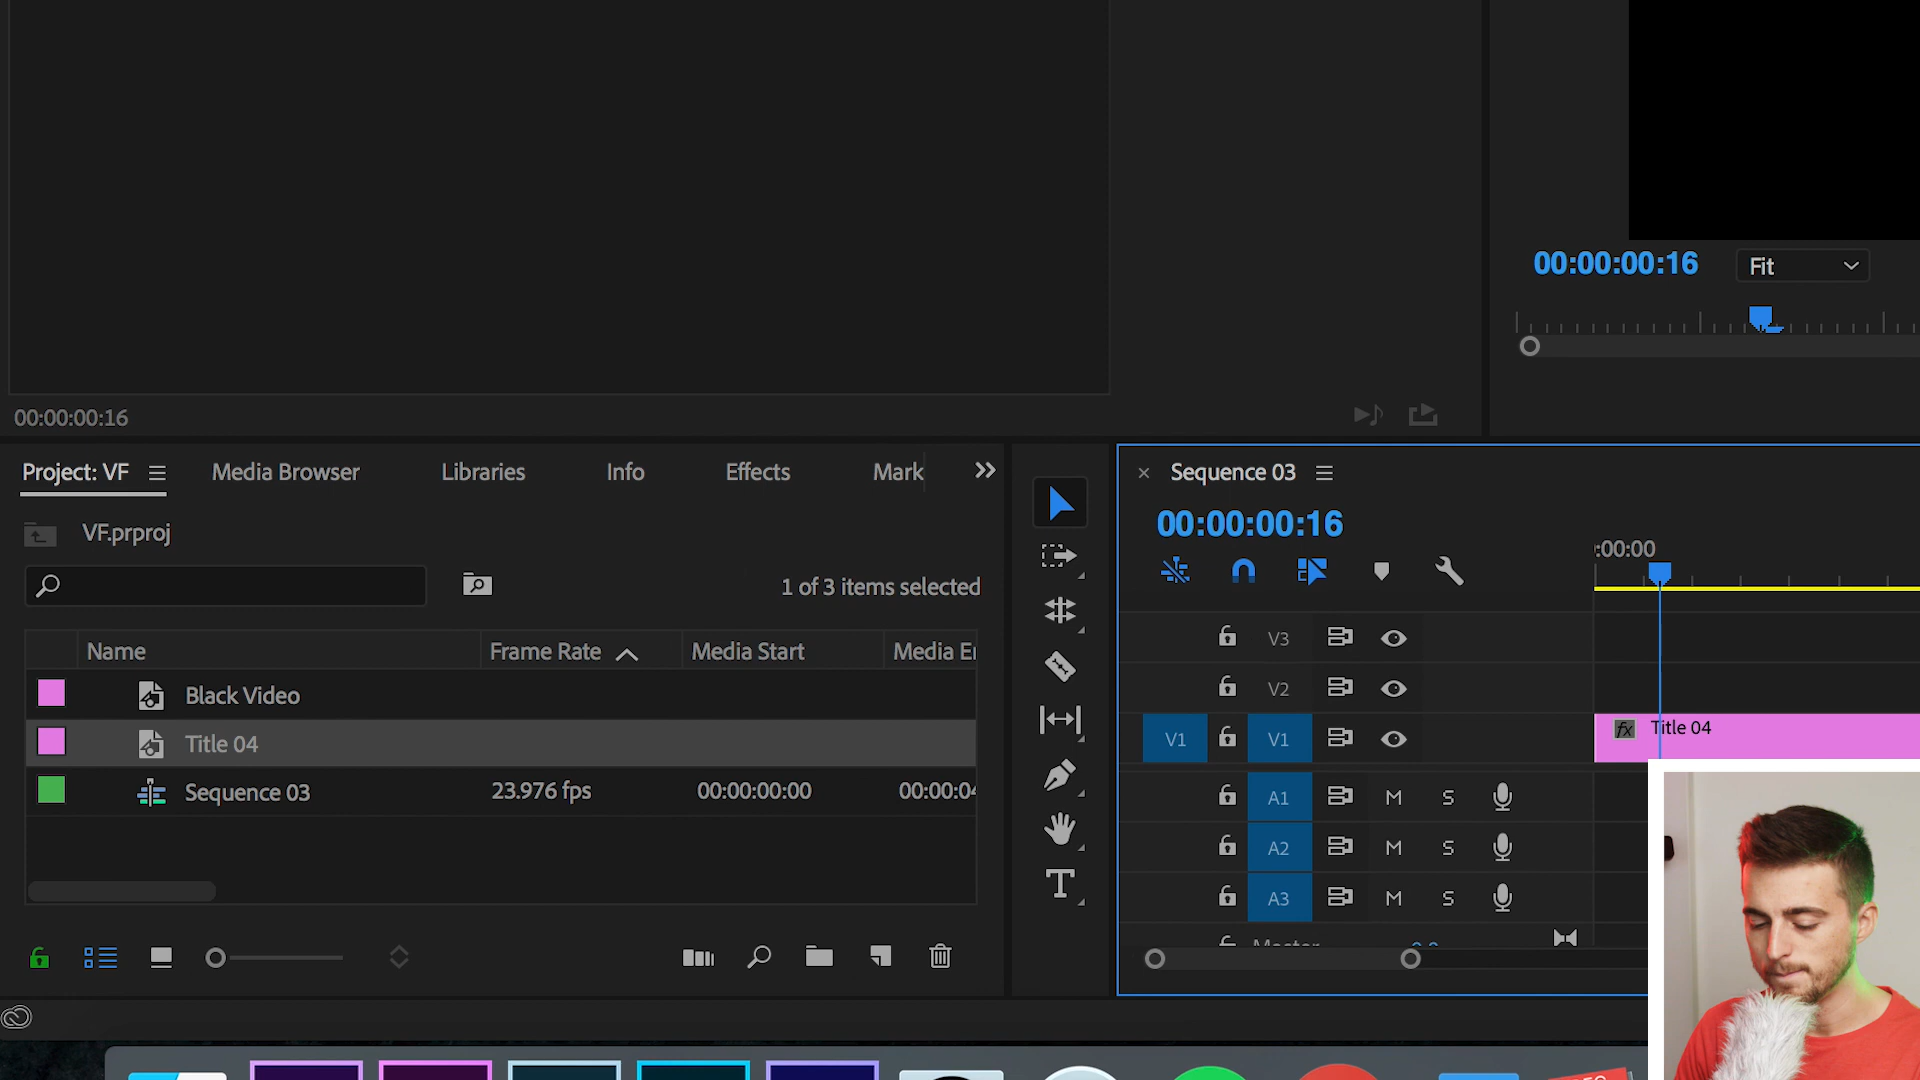 00:00:00:16
Fit
00:00:00:16
Project: VF
Media Browser
Libraries
Info
Effects
Mark
VF.prproj
1 of 3 items selected
Name
Frame Rate
Media Start
Media E
Black Video
Title 04
Sequence 03
23.976 fps
00:00:00:00
00:00:04
Sequence 03
00:00:00:16
:00:00
V3
V2
V1
V1
fx
Title 04
A1
M
S
A2
M
S
A3
M
S
Master